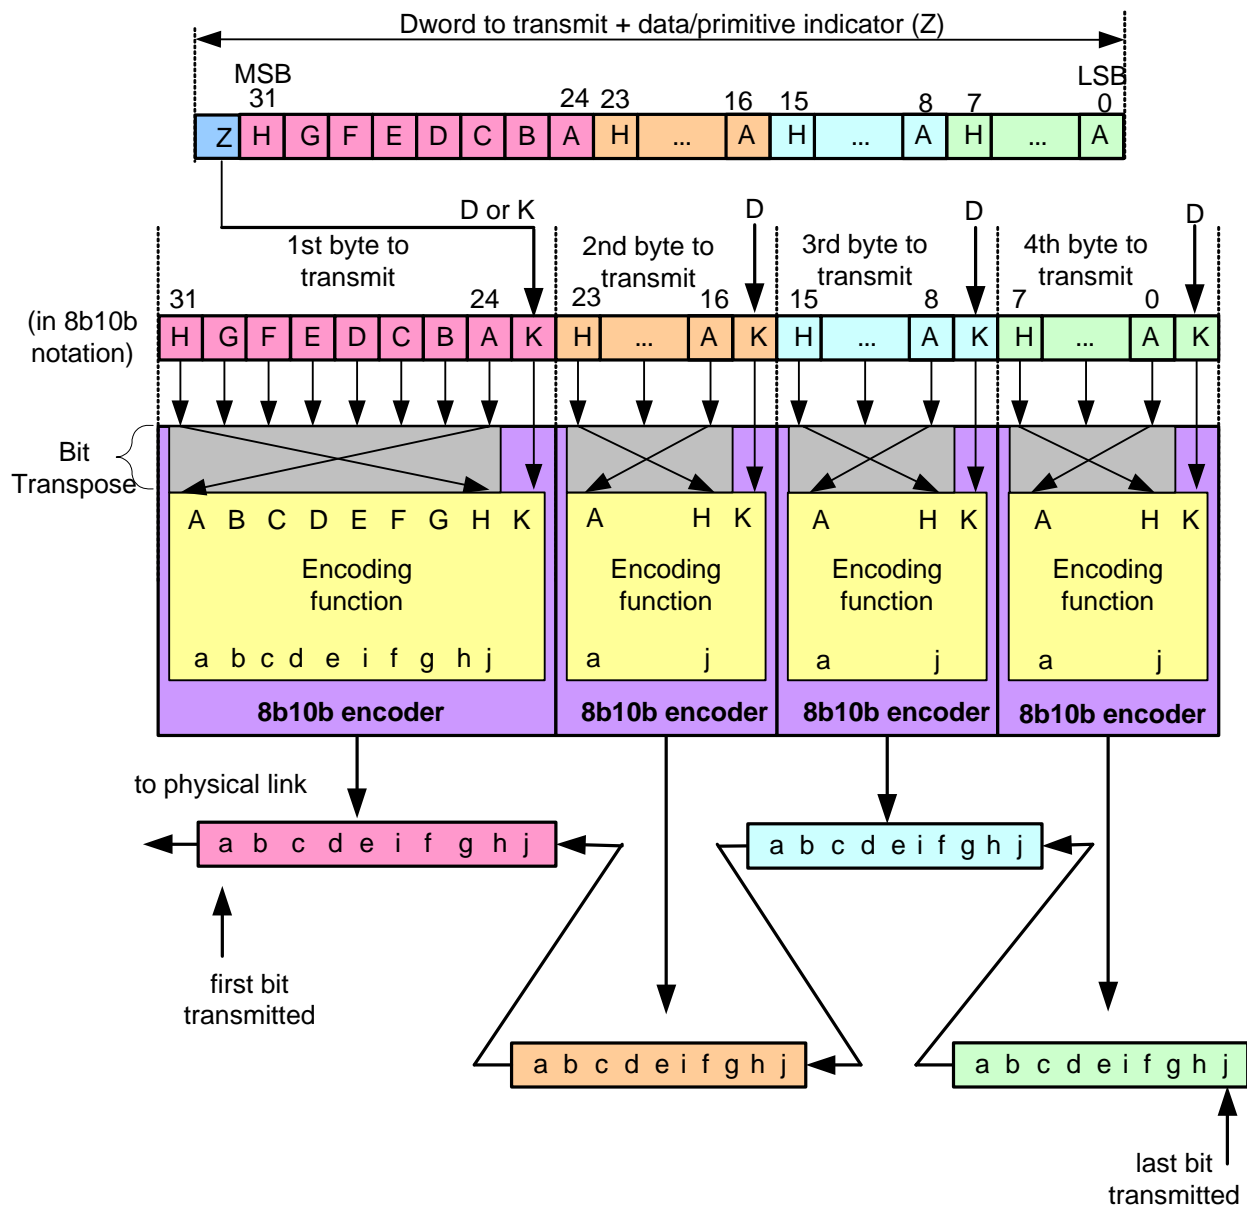 Dword to transmit + data/primitive indicator (Z)
MSB LSB
31 24 23 16 15 8 7 0
Z H G F E D C B A H ... A H ... A H ... A
D or K D D D
1st byte to transmit
2nd byte to transmit
3rd byte to transmit
4th byte to transmit
31 24 23 16 15 8 7 0
(in 8b10b notation)
H G F E D C B A K H ... A K H ... A K H ... A K
Bit
Transpose
A B C D E F G H K A H K A H K A H K
Encoding function
Encoding function
Encoding function
Encoding function
a b c d e i f g h j a j a j a j
8b10b encoder 8b10b encoder 8b10b encoder 8b10b encoder
to physical link
a b c d e i f g h j
a b c d e i f g h j
first bit
transmitted
a b c d e i f g h j
a b c d e i f g h j
last bit
transmitted